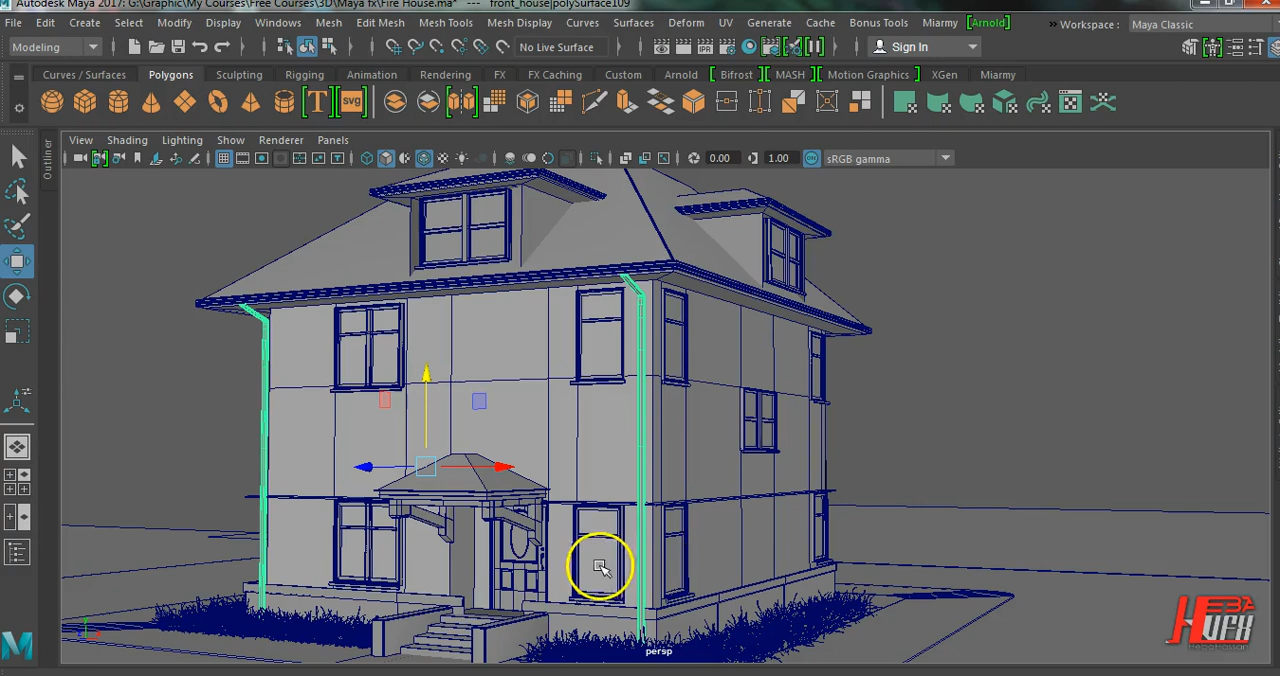 Autodesk Maya 2017: G:\Graphic\My Courses\Free Courses\3D\Maya fx\Fire House.ma* --- front_house|polySurface109
File Edit Create Select Modify Display Windows Mesh Edit Mesh Mesh Tools Mesh Display Curves Surfaces Deform UV Generate Cache Bonus Tools Miarmy [Arnold] » Workspace: Maya Classic
Modeling No Live Surface Sign In
Curves / Surfaces Polygons Sculpting Rigging Animation Rendering FX FX Caching Custom Arnold Bifrost MASH Motion Graphics XGen Miarmy
T SVG
View Shading Lighting Show Renderer Panels
0.00 1.00 sRGB gamma
Outliner
persp
HEBA
VFX